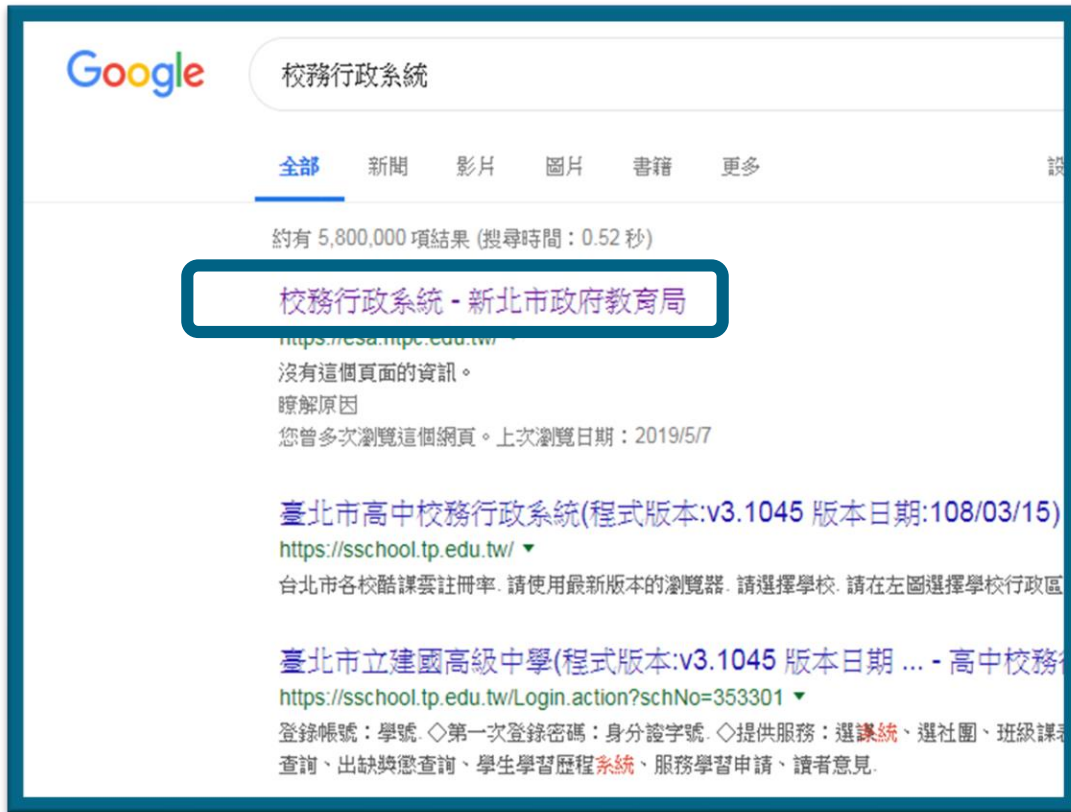 Google
校務行政系統
全部 新聞 影片 圖片 書籍 更多 設
約有 5,800,000 項結果 (搜尋時間：0.52 秒)
校務行政系統 - 新北市政府教育局
https://esa.ntpc.edu.tw/
沒有這個頁面的資訊。
瞭解原因
您曾多次瀏覽這個網頁。上次瀏覽日期：2019/5/7
臺北市高中校務行政系統(程式版本:v3.1045 版本日期:108/03/15)
https://sschool.tp.edu.tw/
台北市各校酷課雲註冊率. 請使用最新版本的瀏覽器. 請選擇學校. 請在左圖選擇學校行政區
臺北市立建國高級中學(程式版本:v3.1045 版本日期 ... - 高中校務
https://sschool.tp.edu.tw/Login.action?schNo=353301
登錄帳號：學號. ◇第一次登錄密碼：身分證字號. ◇提供服務：選課系統、選社團、班級課
查詢、出缺獎懲查詢、學生學習歷程系統、服務學習申請、讀者意見.